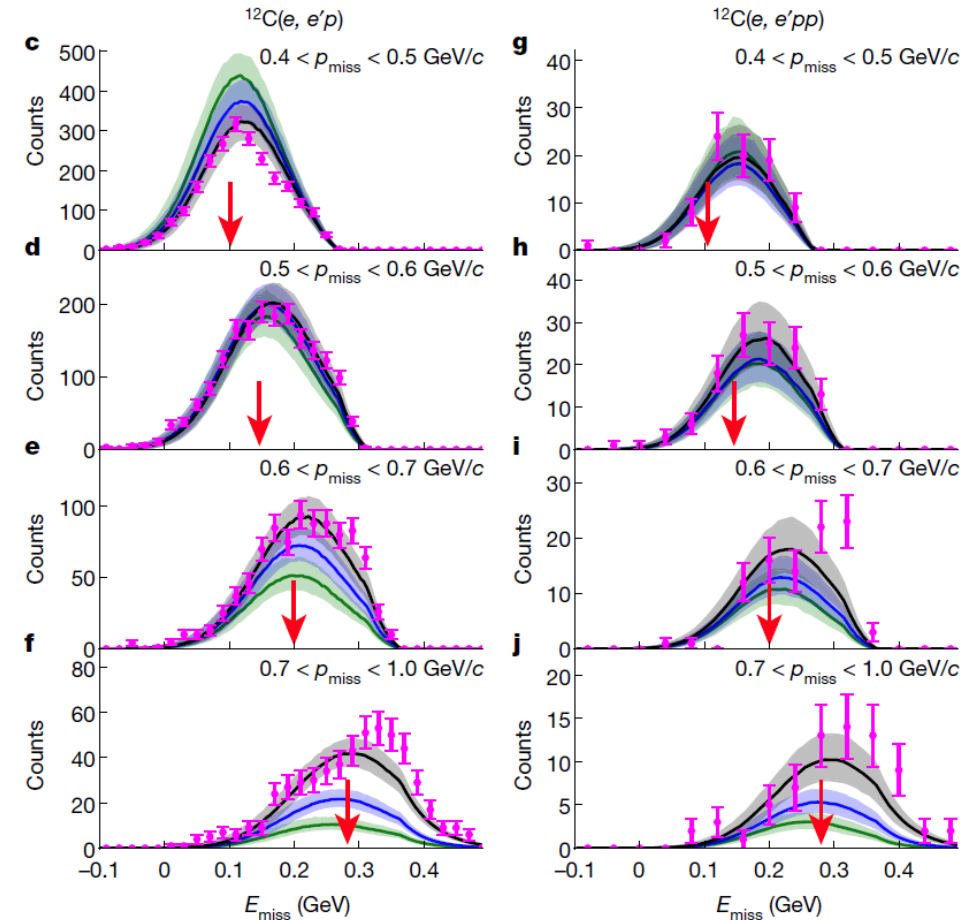 ¹²C(e, e′p)
c
0.4 < p_miss < 0.5 GeV/c
Counts
500
400
300
200
100
0
d
0.5 < p_miss < 0.6 GeV/c
Counts
200
100
0
e
0.6 < p_miss < 0.7 GeV/c
Counts
100
50
0
f
0.7 < p_miss < 1.0 GeV/c
Counts
80
60
40
20
0
−0.1 0 0.1 0.2 0.3 0.4
E_miss (GeV)
¹²C(e, e′pp)
g
0.4 < p_miss < 0.5 GeV/c
Counts
40
30
20
10
0
h
0.5 < p_miss < 0.6 GeV/c
Counts
40
30
20
10
0
i
0.6 < p_miss < 0.7 GeV/c
Counts
30
20
10
0
j
0.7 < p_miss < 1.0 GeV/c
Counts
20
15
10
5
0
−0.1 0 0.1 0.2 0.3 0.4
E_miss (GeV)